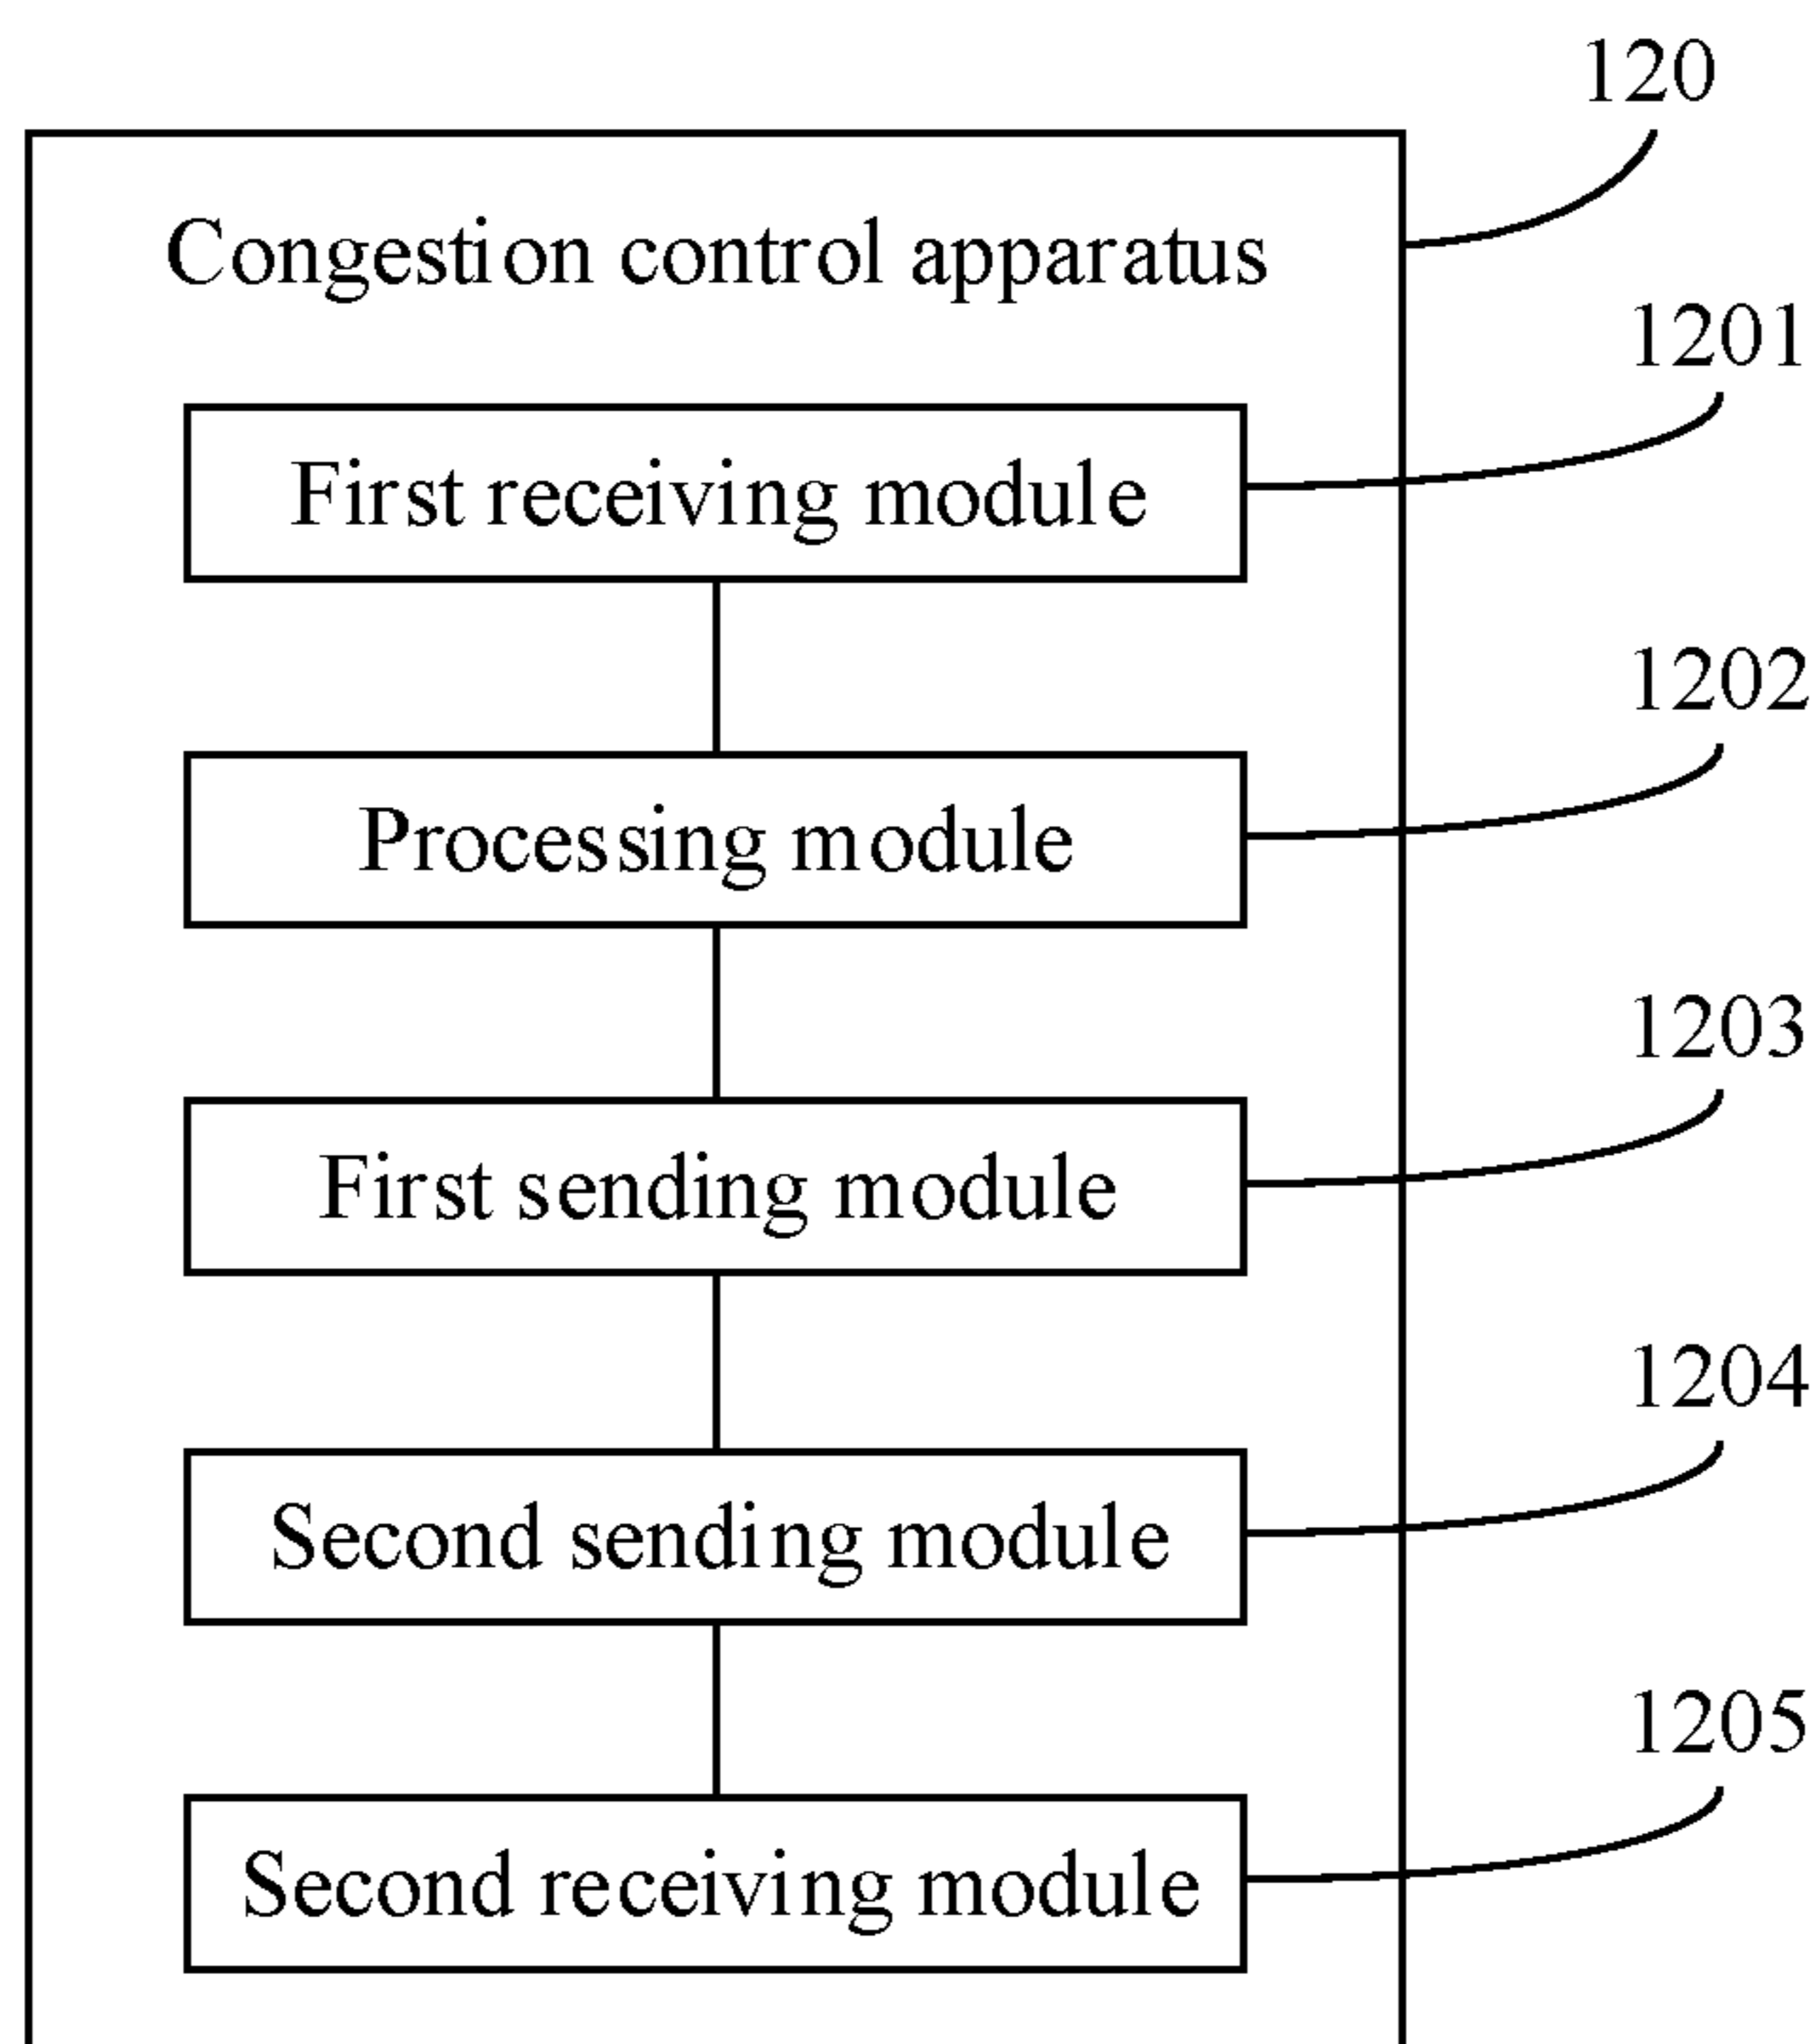 120
Congestion control apparatus
1201
First receiving module
1202
Processing module
1203
First sending module
1204
Second sending module
1205
Second receiving module